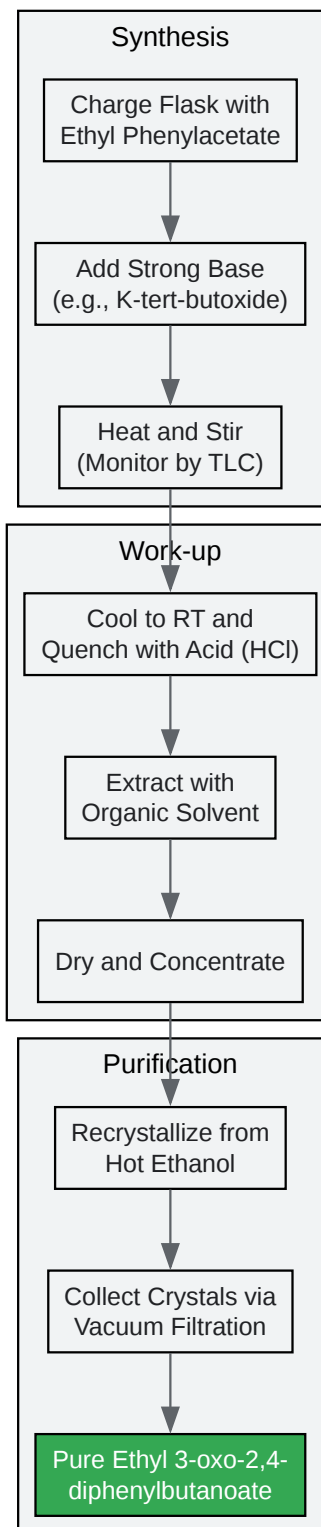 Synthesis
Charge Flask with
Ethyl Phenylacetate
Add Strong Base
(e.g., K-tert-butoxide)
Heat and Stir
(Monitor by TLC)
Work-up
Cool to RT and
Quench with Acid (HCl)
Extract with
Organic Solvent
Dry and Concentrate
Purification
Recrystallize from
Hot Ethanol
Collect Crystals via
Vacuum Filtration
Pure Ethyl 3-oxo-2,4-
diphenylbutanoate